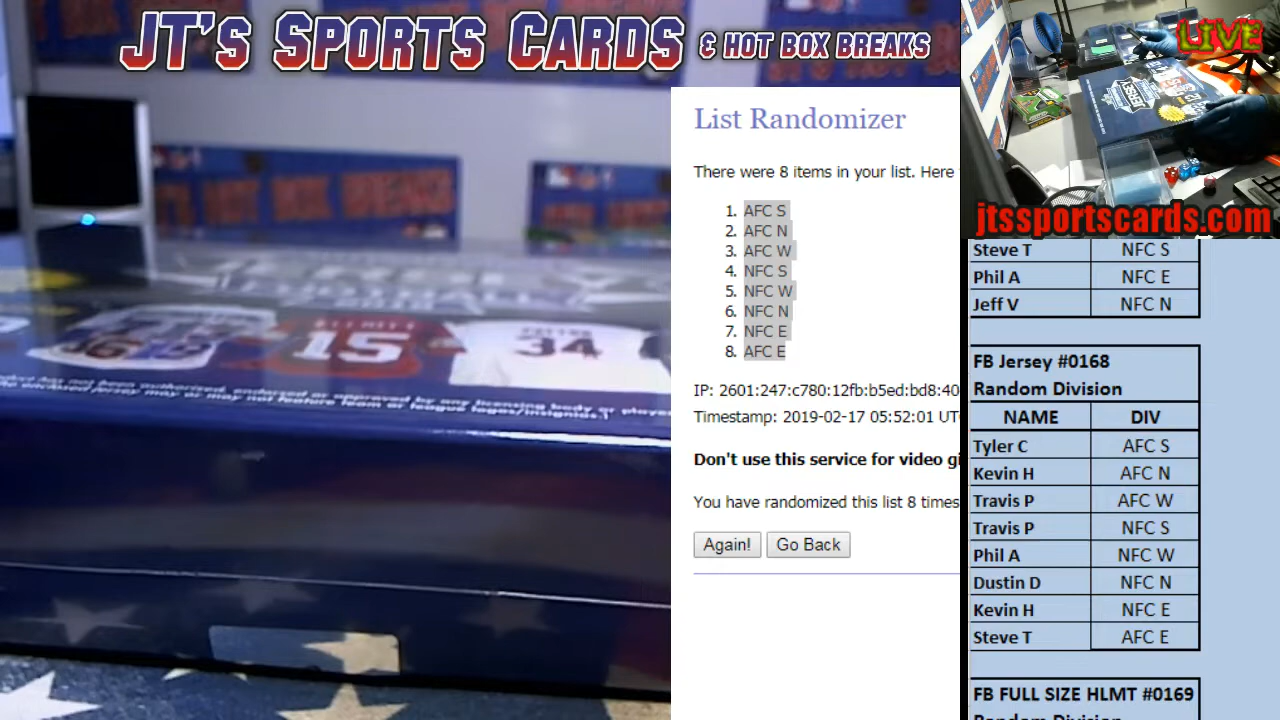 JT's Sports Cards & Hot Box Breaks
LIVE
jtssportscards.com
List Randomizer
There were 8 items in your list. Here
1. AFC S
2. AFC N
3. AFC W
4. NFC S
5. NFC W
6. NFC N
7. NFC E
8. AFC E
IP: 2601:247:c780:12fb:b5ed:bd8:40
Timestamp: 2019-02-17 05:52:01 UT
Don't use this service for video gi
You have randomized this list 8 times
Again! Go Back
Steve T NFC S
Phil A NFC E
Jeff V NFC N
FB Jersey #0168
Random Division
NAME DIV
Tyler C AFC S
Kevin H AFC N
Travis P AFC W
Travis P NFC S
Phil A NFC W
Dustin D NFC N
Kevin H NFC E
Steve T AFC E
FB FULL SIZE HLMT #0169
Random Division
15
34